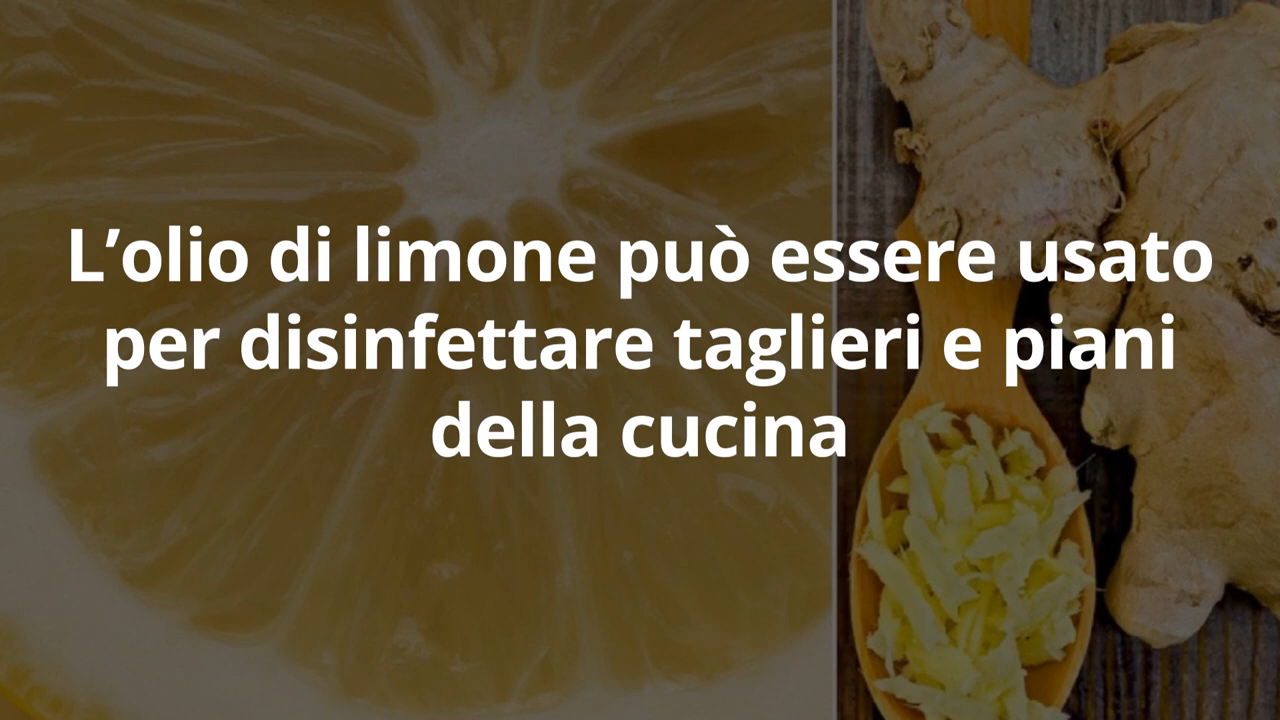 L’olio di limone può essere usato
per disinfettare taglieri e piani
della cucina